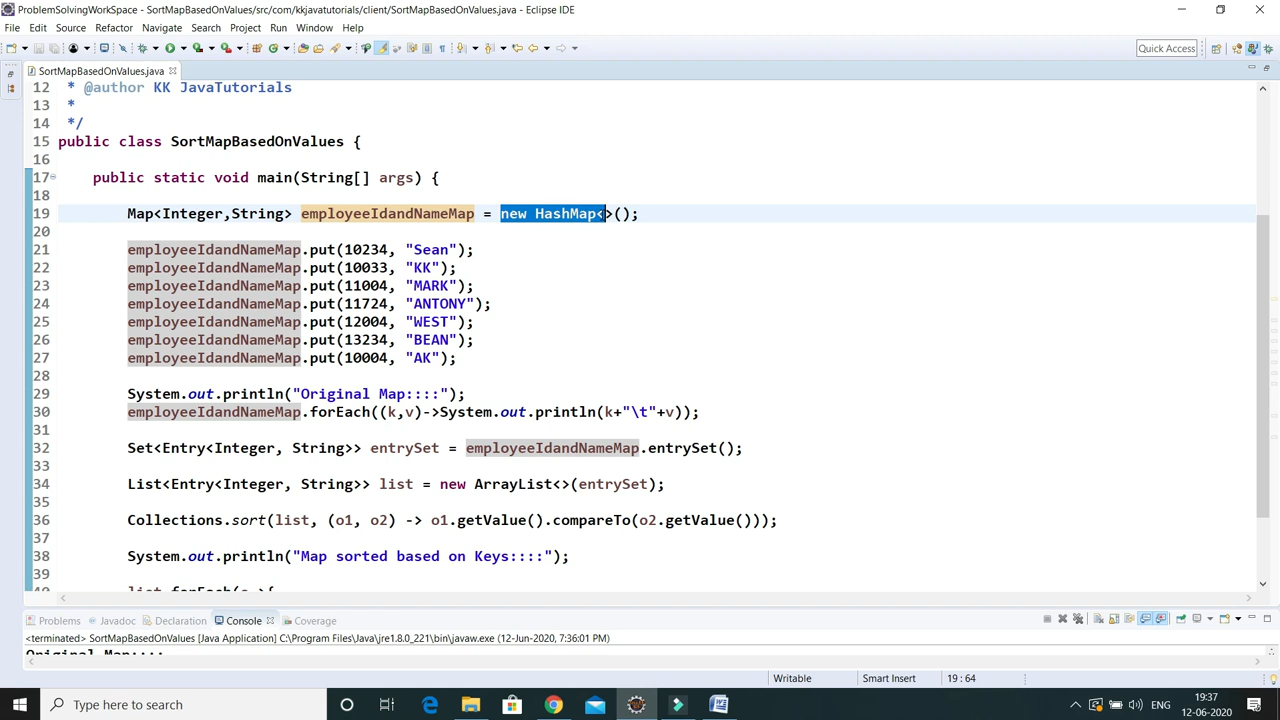 ProblemSolvingWorkSpace - SortMapBasedOnValues/src/com/kkjavatutorials/client/SortMapBasedOnValues.java - Eclipse IDE
File Edit Source Refactor Navigate Search Project Run Window Help
Quick Access
SortMapBasedOnValues.java
12 * @author KK JavaTutorials
13 *
14 */
15 public class SortMapBasedOnValues {
16
17 public static void main(String[] args) {
18
19 Map<Integer,String> employeeIdandNameMap = new HashMap<>();
20
21 employeeIdandNameMap.put(10234, "Sean");
22 employeeIdandNameMap.put(10033, "KK");
23 employeeIdandNameMap.put(11004, "MARK");
24 employeeIdandNameMap.put(11724, "ANTONY");
25 employeeIdandNameMap.put(12004, "WEST");
26 employeeIdandNameMap.put(13234, "BEAN");
27 employeeIdandNameMap.put(10004, "AK");
28
29 System.out.println("Original Map::::");
30 employeeIdandNameMap.forEach((k,v)->System.out.println(k+"\t"+v));
31
32 Set<Entry<Integer, String>> entrySet = employeeIdandNameMap.entrySet();
33
34 List<Entry<Integer, String>> list = new ArrayList<>(entrySet);
35
36 Collections.sort(list, (o1, o2) -> o1.getValue().compareTo(o2.getValue()));
37
38 System.out.println("Map sorted based on Keys::::");
39
Problems Javadoc Declaration Console Coverage
<terminated> SortMapBasedOnValues [Java Application] C:\Program Files\Java\jre1.8.0_221\bin\javaw.exe (12-Jun-2020, 7:36:01 PM)
Original Map::::
Writable Smart Insert 19 : 64
Type here to search
ENG
19:37
12-06-2020